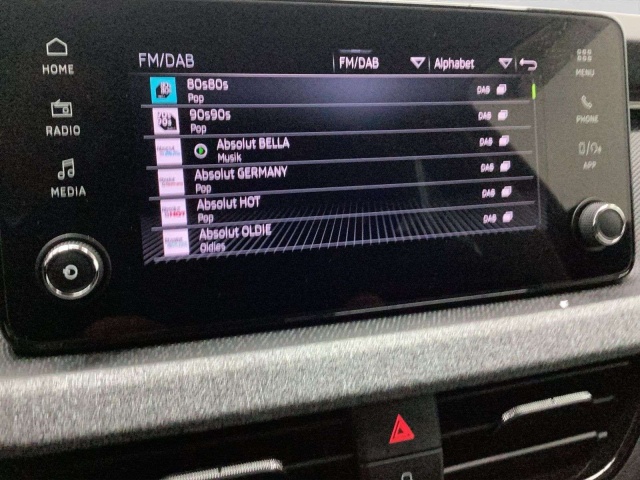 HOME
RADIO
MEDIA
FM/DAB
FM/DAB
Alphabet
80s80s
Pop
DAB
90s90s
Pop
DAB
Absolut BELLA
Musik
DAB
Absolut GERMANY
Pop
DAB
Absolut HOT
Pop
DAB
Absolut OLDIE
Oldies
MENU
PHONE
APP